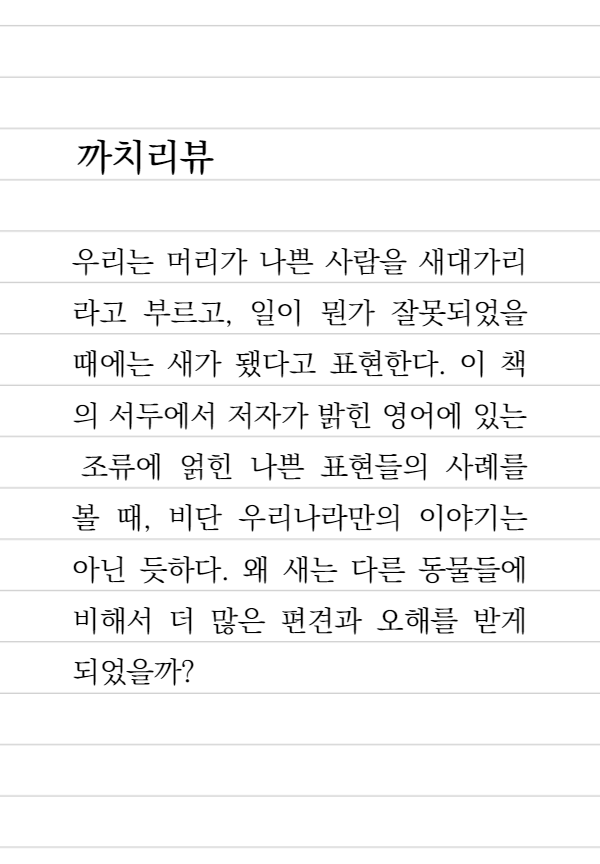 까치리뷰
우리는 머리가 나쁜 사람을 새대가리
라고 부르고, 일이 뭔가 잘못되었을
때에는 새가 됐다고 표현한다. 이 책
의 서두에서 저자가 밝힌 영어에 있는
조류에 얽힌 나쁜 표현들의 사례를
볼 때, 비단 우리나라만의 이야기는
아닌 듯하다. 왜 새는 다른 동물들에
비해서 더 많은 편견과 오해를 받게
되었을까?